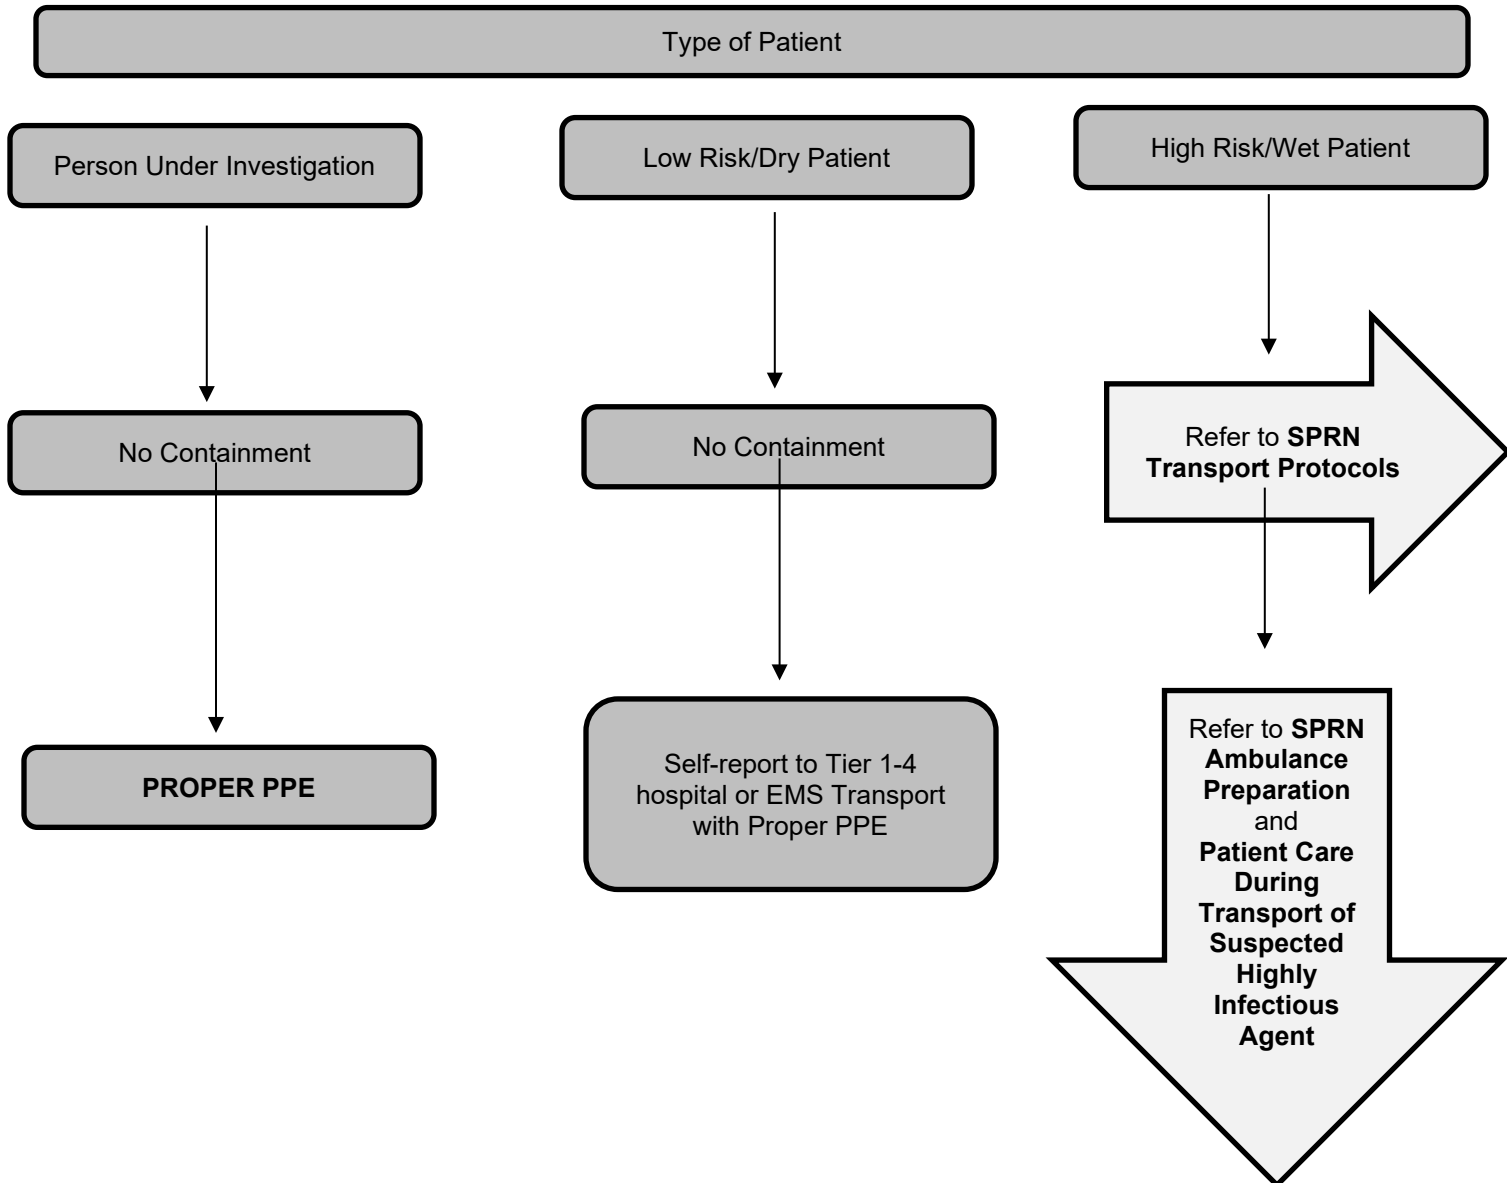 Type of Patient
Person Under Investigation
Low Risk/Dry Patient
High Risk/Wet Patient
No Containment
No Containment
Refer to SPRN
Transport Protocols
PROPER PPE
Self-report to Tier 1-4
hospital or EMS Transport
with Proper PPE
Refer to SPRN
Ambulance
Preparation
and
Patient Care
During
Transport of
Suspected
Highly
Infectious
Agent